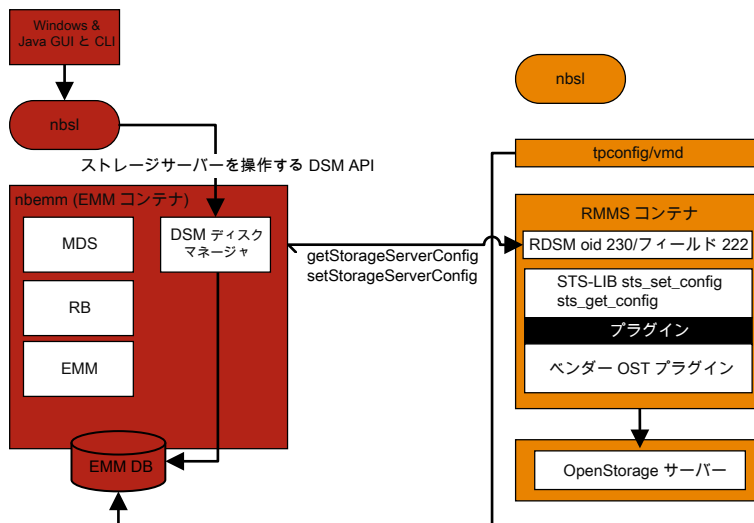 Windows &
Java GUI と CLI
nbsl
ストレージサーバーを操作する DSM API
nbemm (EMM コンテナ)
MDS
RB
EMM
DSM ディスク
マネージャ
EMM DB
getStorageServerConfig
setStorageServerConfig
nbsl
tpconfig/vmd
RMMS コンテナ
RDSM oid 230/フィールド 222
STS-LIB sts_set_config
sts_get_config
プラグイン
ベンダー OST プラグイン
OpenStorage サーバー